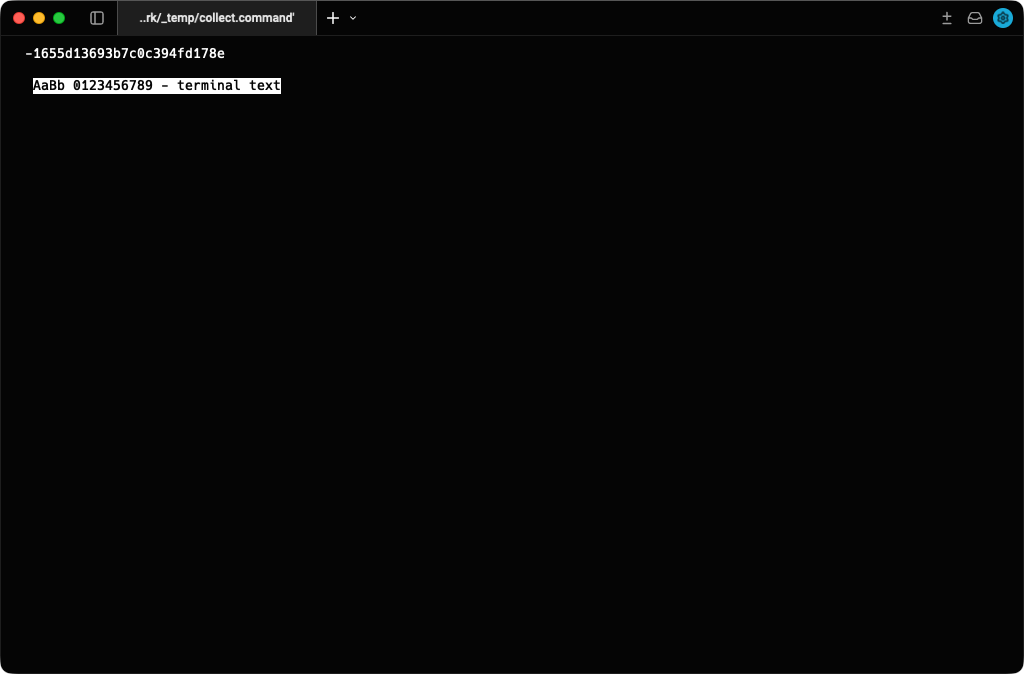 ..rk/_temp/collect.command'
-1655d13693b7c0c394fd178e
AaBb 0123456789 - terminal text